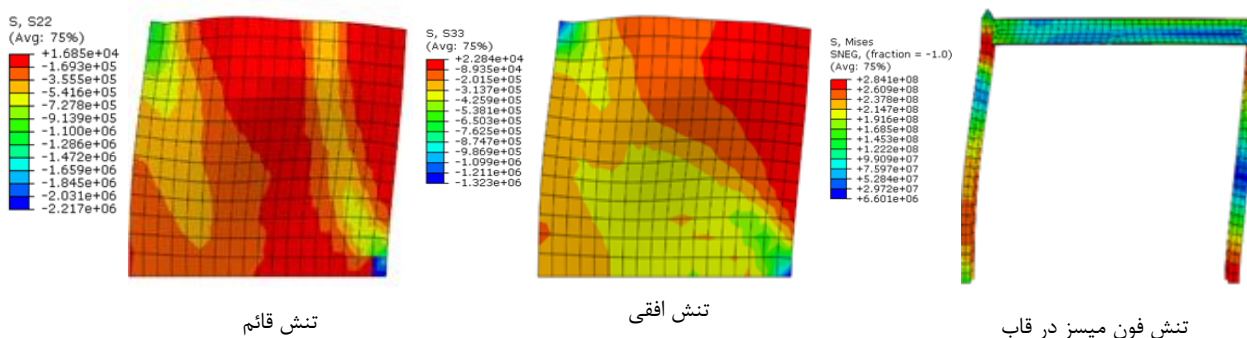 S, S22
(Avg: 75%)
+1.685e+04
-1.693e+05
-3.555e+05
-5.416e+05
-7.278e+05
-9.139e+05
-1.100e+06
-1.286e+06
-1.472e+06
-1.659e+06
-1.845e+06
-2.031e+06
-2.217e+06
تنش قائم
S, S33
(Avg: 75%)
+2.284e+04
-8.935e+04
-2.015e+05
-3.137e+05
-4.259e+05
-5.381e+05
-6.503e+05
-7.625e+05
-8.747e+05
-9.869e+05
-1.099e+06
-1.211e+06
-1.323e+06
تنش افقی
S, Mises
SNEG, (fraction = -1.0)
(Avg: 75%)
+2.841e+08
+2.609e+08
+2.378e+08
+2.147e+08
+1.916e+08
+1.685e+08
+1.453e+08
+1.222e+08
+9.909e+07
+7.597e+07
+5.284e+07
+2.972e+07
+6.601e+06
تنش فون میسز در قاب